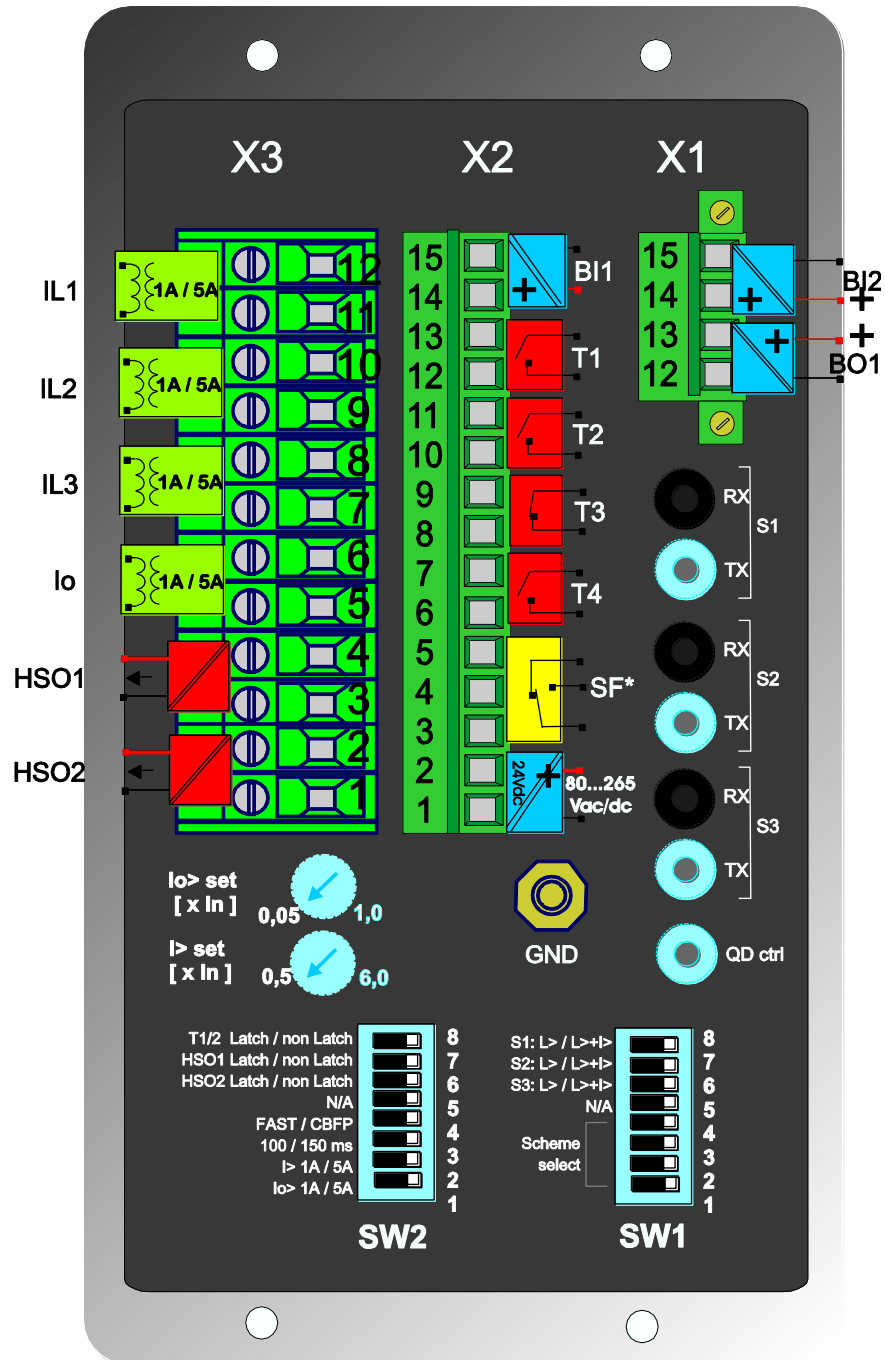 X3
X2
X1
IL1
1A / 5A
IL2
1A / 5A
IL3
1A / 5A
Io
1A / 5A
HSO1
HSO2
12
11
10
9
8
7
6
5
4
3
2
1
15
14
13
12
11
10
9
8
7
6
5
4
3
2
1
+
BI1
T1
T2
T3
T4
SF*
24Vdc
+
80...265
Vac/dc
15
14
13
12
+
+
BI2
+
+
BO1
RX
S1
TX
RX
S2
TX
RX
S3
TX
QD ctrl
GND
Io> set
[ x In ]
0,05
1,0
I> set
[ x In ]
0,5
6,0
T1/2 Latch / non Latch
HSO1 Latch / non Latch
HSO2 Latch / non Latch
N/A
FAST / CBFP
100 / 150 ms
I> 1A / 5A
Io> 1A / 5A
8
7
6
5
4
3
2
1
SW2
S1: L> / L>+I>
S2: L> / L>+I>
S3: L> / L>+I>
N/A
Scheme
select
8
7
6
5
4
3
2
1
SW1